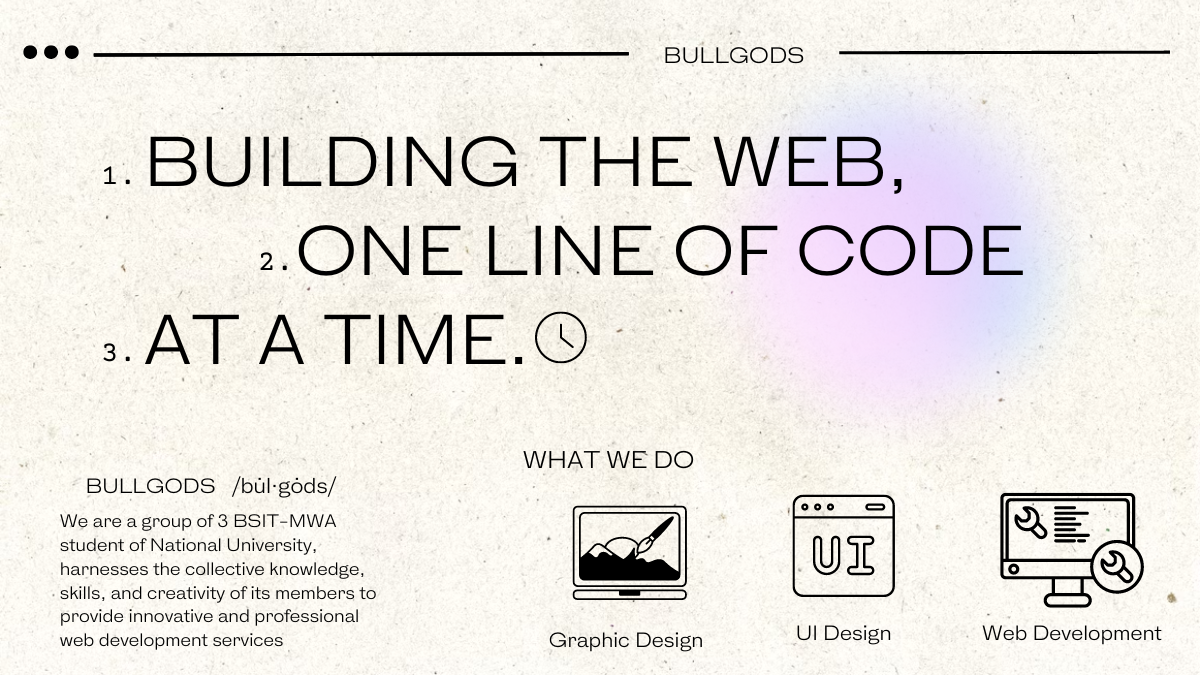 BULLGODS
1. BUILDING THE WEB,
2. ONE LINE OF CODE
3. AT A TIME.
WHAT WE DO
BULLGODS /bu̇l·gȯds/
We are a group of 3 BSIT-MWA
student of National University,
harnesses the collective knowledge,
skills, and creativity of its members to
provide innovative and professional
web development services
UI
Graphic Design
UI Design
Web Development